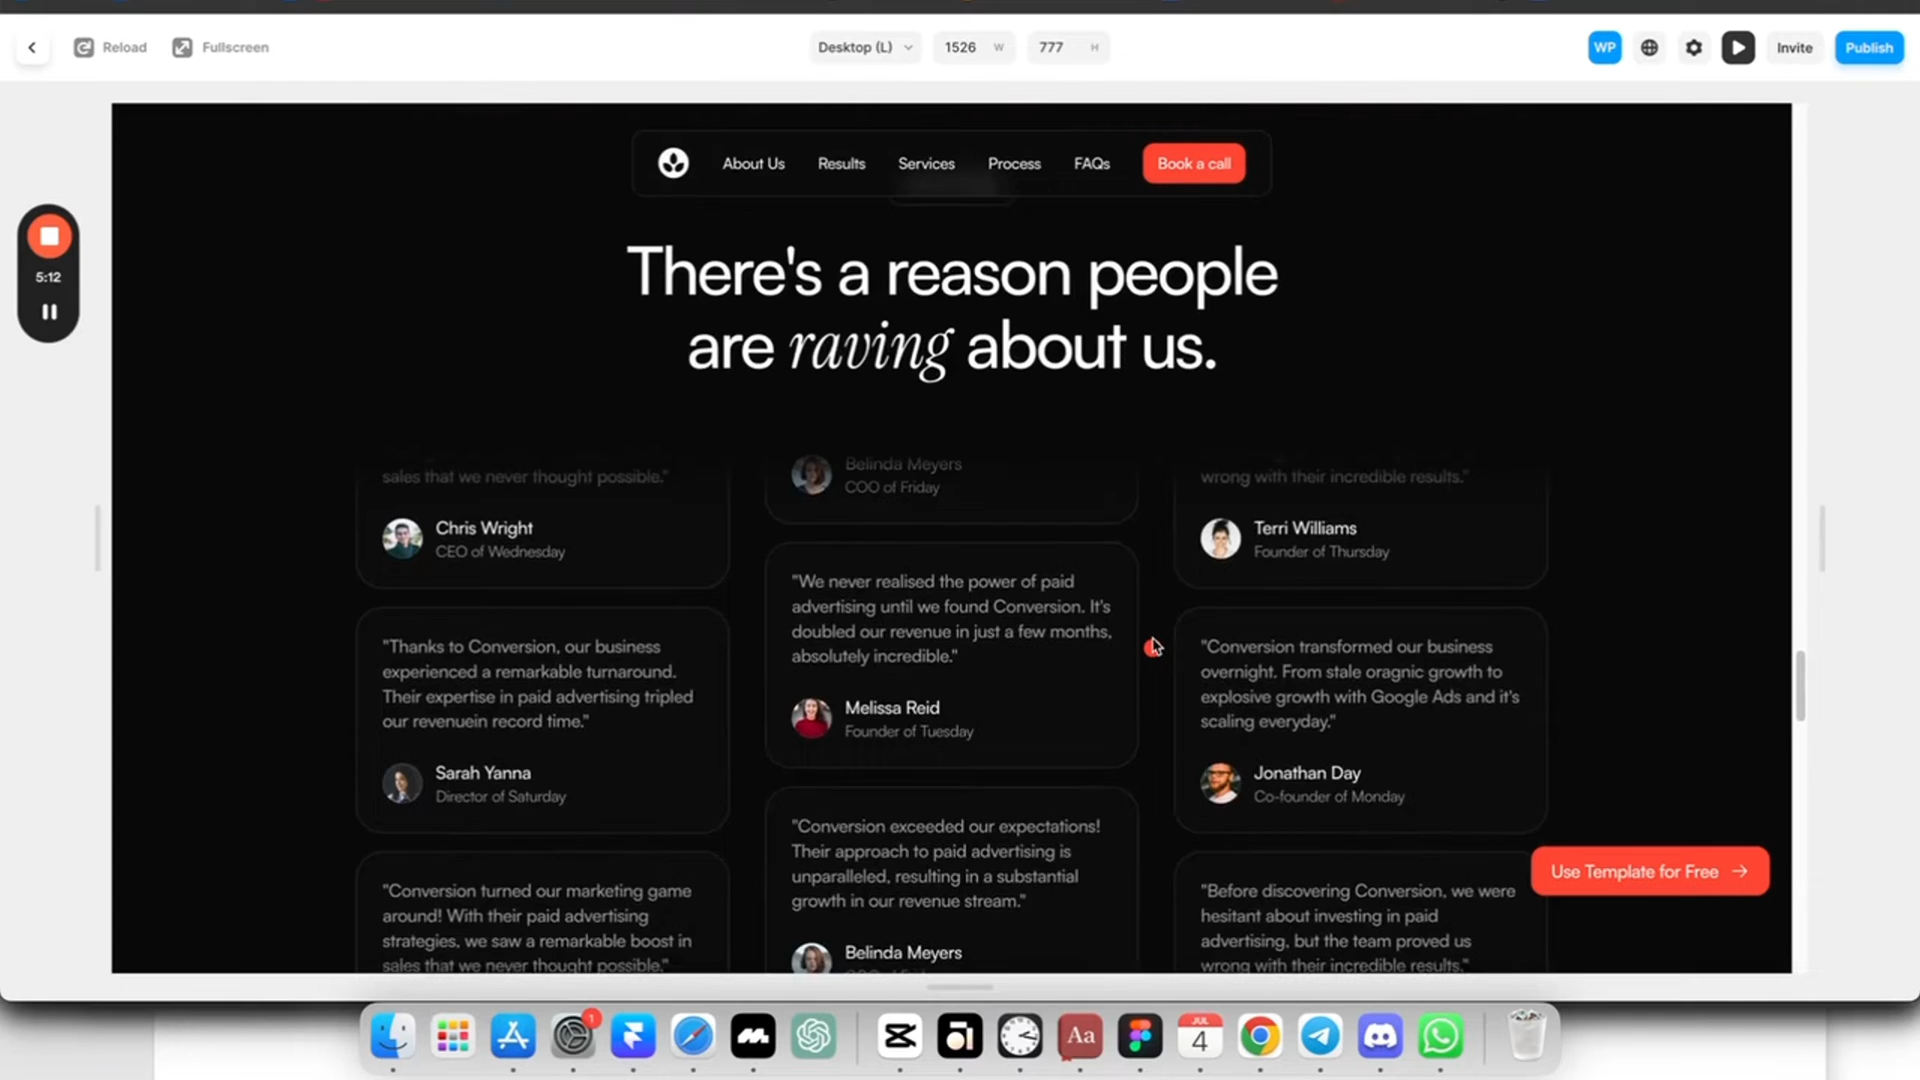 Reload
Fullscreen
Desktop (L)
1526 W
777 H
WP
Invite
Publish
About Us
Results
Services
Process
FAQs
Book a call
5:12
There's a reason people
are raving about us.
sales that we never thought possible."
Chris Wright
CEO of Wednesday
"Thanks to Conversion, our business
experienced a remarkable turnaround.
Their expertise in paid advertising tripled
our revenuein record time."
Sarah Yanna
Director of Saturday
"Conversion turned our marketing game
around! With their paid advertising
strategies, we saw a remarkable boost in
sales that we never thought possible."
Belinda Meyers
COO of Friday
"We never realised the power of paid
advertising until we found Conversion. It's
doubled our revenue in just a few months,
absolutely incredible."
Melissa Reid
Founder of Tuesday
"Conversion exceeded our expectations!
Their approach to paid advertising is
unparalleled, resulting in a substantial
growth in our revenue stream."
Belinda Meyers
wrong with their incredible results."
Terri Williams
Founder of Thursday
"Conversion transformed our business
overnight. From stale oragnic growth to
explosive growth with Google Ads and it's
scaling everyday."
Jonathan Day
Co-founder of Monday
"Before discovering Conversion, we were
hesitant about investing in paid
advertising, but the team proved us
wrong with their incredible results."
Use Template for Free
1
Aa
JUL
4